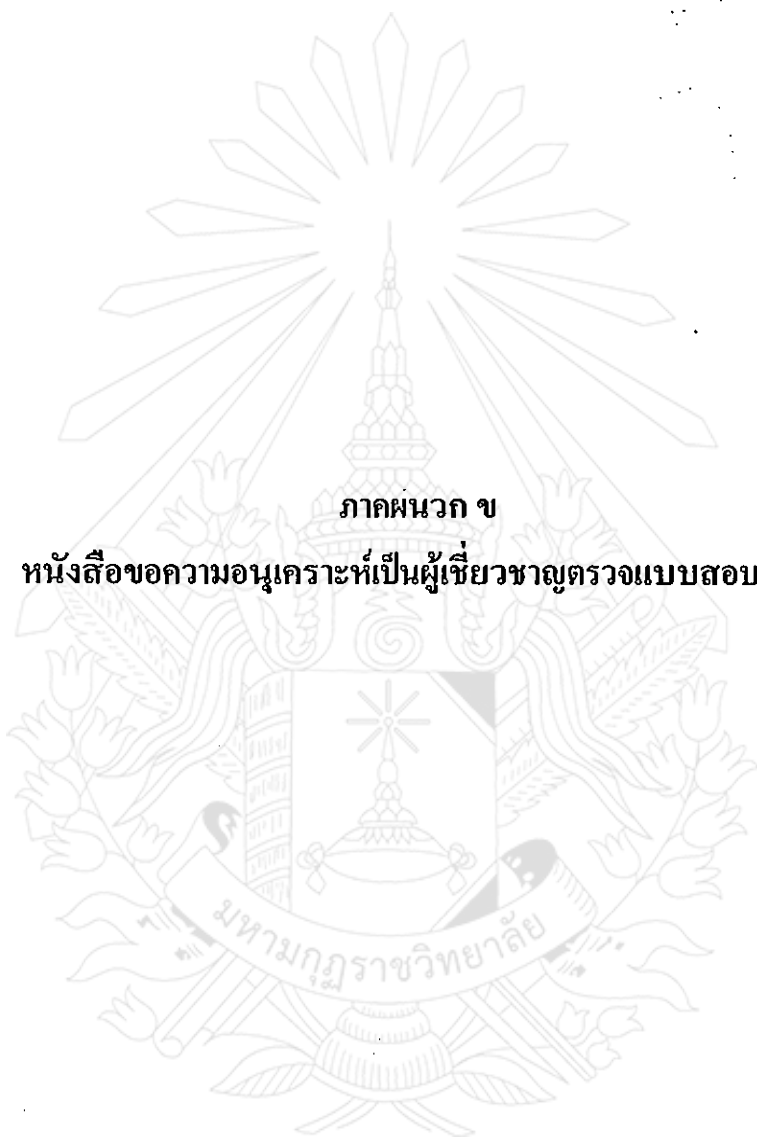 ภาคผนวก ข
หนังสือขอความอนุเคราะห์เป็นผู้เชี่ยวชาญตรวจแบบสอบ
มหามกุฏราชวิทยาลัย